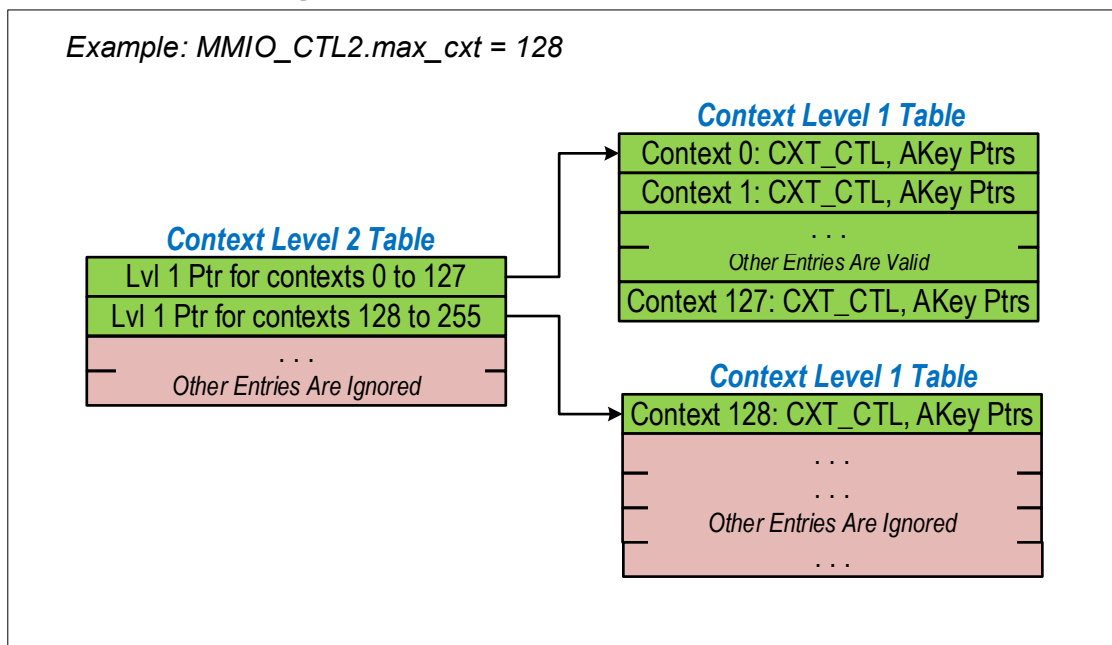 Example: MMIO_CTL2.max_cxt = 128
Context Level 2 Table
Lvl 1 Ptr for contexts 0 to 127
Lvl 1 Ptr for contexts 128 to 255
. . .
Other Entries Are Ignored
Context Level 1 Table
Context 0: CXT_CTL, AKey Ptrs
Context 1: CXT_CTL, AKey Ptrs
. . .
Other Entries Are Valid
Context 127: CXT_CTL, AKey Ptrs
Context Level 1 Table
Context 128: CXT_CTL, AKey Ptrs
. . .
. . .
Other Entries Are Ignored
. . .